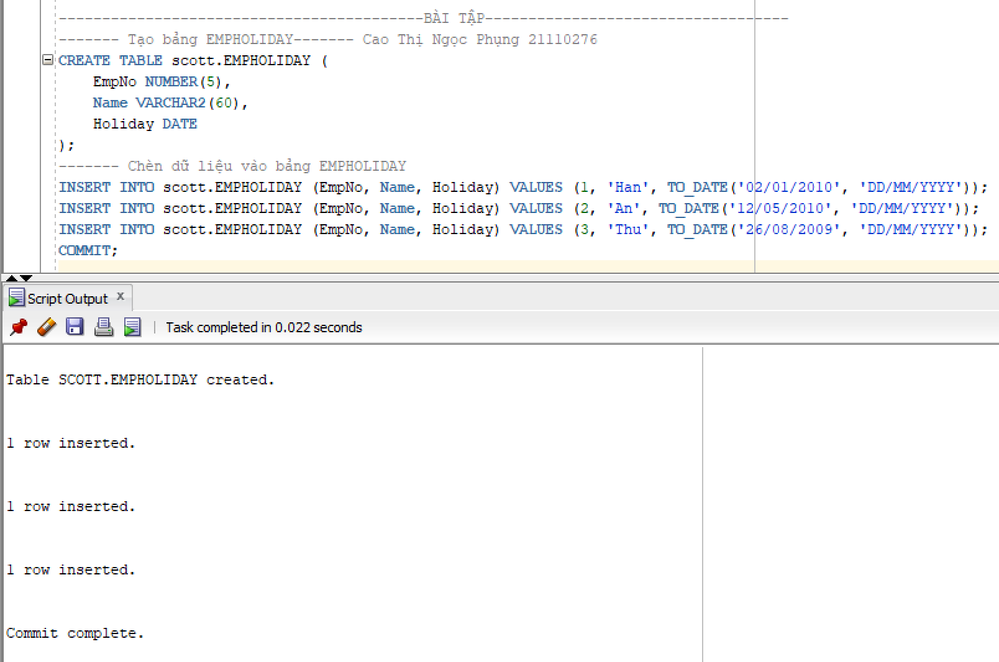 ------------------------------------------BÀI TẬP-----------------------------------
------- Tạo bảng EMPHOLIDAY------- Cao Thị Ngọc Phụng 21110276
CREATE TABLE scott.EMPHOLIDAY (
    EmpNo NUMBER(5),
    Name VARCHAR2(60),
    Holiday DATE
);
------- Chèn dữ liệu vào bảng EMPHOLIDAY
INSERT INTO scott.EMPHOLIDAY (EmpNo, Name, Holiday) VALUES (1, 'Han', TO_DATE('02/01/2010', 'DD/MM/YYYY'));
INSERT INTO scott.EMPHOLIDAY (EmpNo, Name, Holiday) VALUES (2, 'An', TO_DATE('12/05/2010', 'DD/MM/YYYY'));
INSERT INTO scott.EMPHOLIDAY (EmpNo, Name, Holiday) VALUES (3, 'Thu', TO_DATE('26/08/2009', 'DD/MM/YYYY'));
COMMIT;
Script Output x
Task completed in 0.022 seconds
Table SCOTT.EMPHOLIDAY created.
1 row inserted.
1 row inserted.
1 row inserted.
Commit complete.